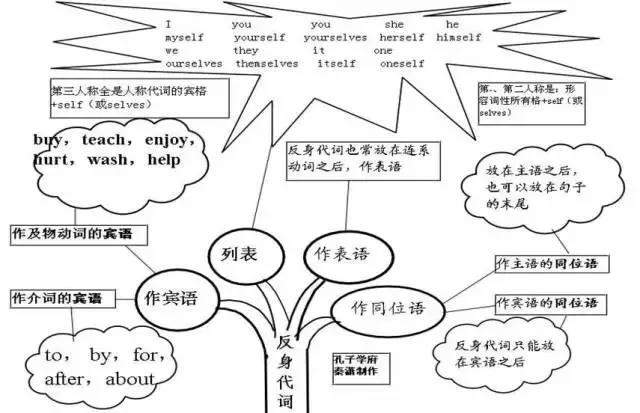 I you you she he
myself yourself yourselves herself himself
we they it one
ourselves themselves itself oneself
第三人称全是人称代词的宾格
+self（或selves）
第一、第二人称是：形
容词性所有格+self（或
selves）
buy, teach, enjoy,
hurt, wash, help
反身代词也常放在连系
动词之后，作表语
放在主语之后，
也可以放在句子
的末尾
作及物动词的宾语
列表
作表语
作主语的同位语
作介词的宾语
作宾语
作同位语
作宾语的同位语
to, by, for,
after, about
反身代词
孔子学府
秦潇制作
反身代词只能放
在宾语之后